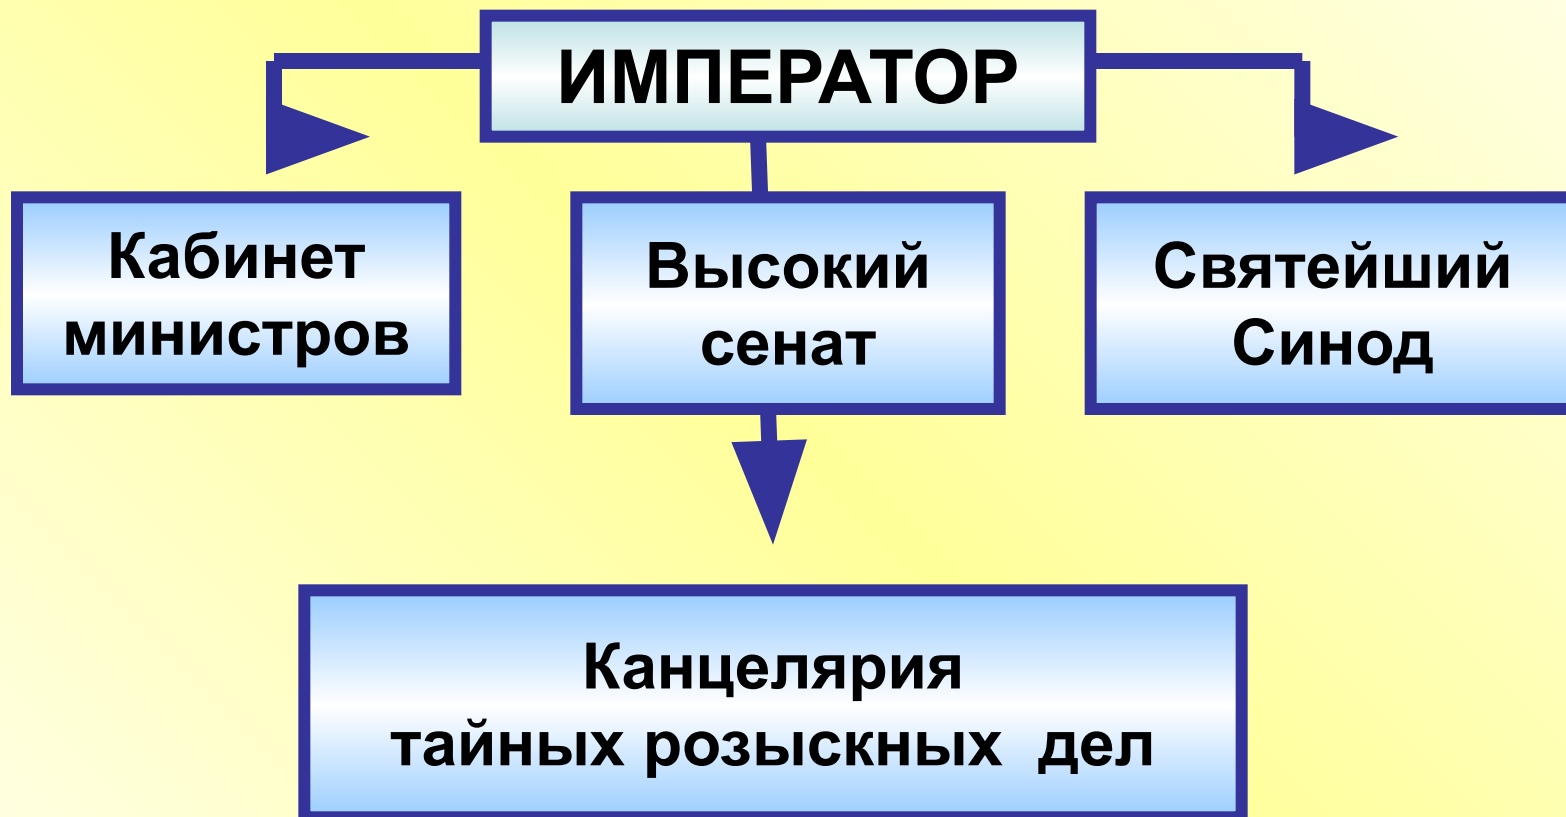 ИМПЕРАТОР
Кабинет
министров
Высокий
сенат
Святейший
Синод
Канцелярия
тайных розыскных дел